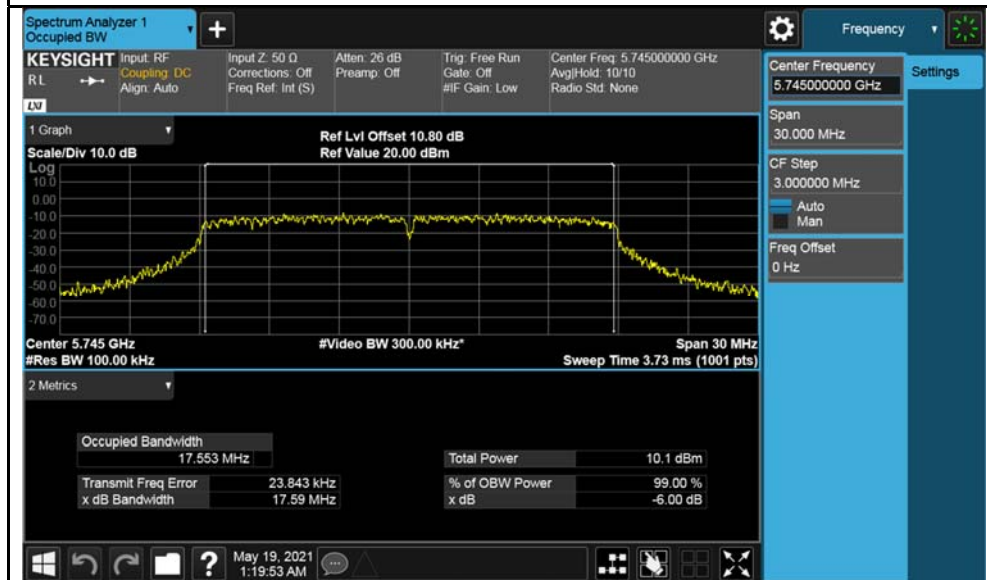 Spectrum Analyzer 1
Occupied BW
+
Frequency
KEYSIGHT
RL
LXI
Input: RF
Coupling: DC
Align: Auto
Input Z: 50 Ω
Corrections: Off
Freq Ref: Int (S)
Atten: 26 dB
Preamp: Off
Trig: Free Run
Gate: Off
#IF Gain: Low
Center Freq: 5.745000000 GHz
Avg|Hold: 10/10
Radio Std: None
Center Frequency
5.745000000 GHz
Settings
Span
30.000 MHz
CF Step
3.000000 MHz
Auto
Man
Freq Offset
0 Hz
1 Graph
Scale/Div 10.0 dB
Ref Lvl Offset 10.80 dB
Ref Value 20.00 dBm
Log
10.0
0.00
-10.0
-20.0
-30.0
-40.0
-50.0
-60.0
-70.0
Center 5.745 GHz
#Video BW 300.00 kHz*
Span 30 MHz
#Res BW 100.00 kHz
Sweep Time 3.73 ms (1001 pts)
2 Metrics
Occupied Bandwidth
17.553 MHz
Total Power 10.1 dBm
Transmit Freq Error 23.843 kHz
% of OBW Power 99.00 %
x dB Bandwidth 17.59 MHz
x dB -6.00 dB
?
May 19, 2021
1:19:53 AM